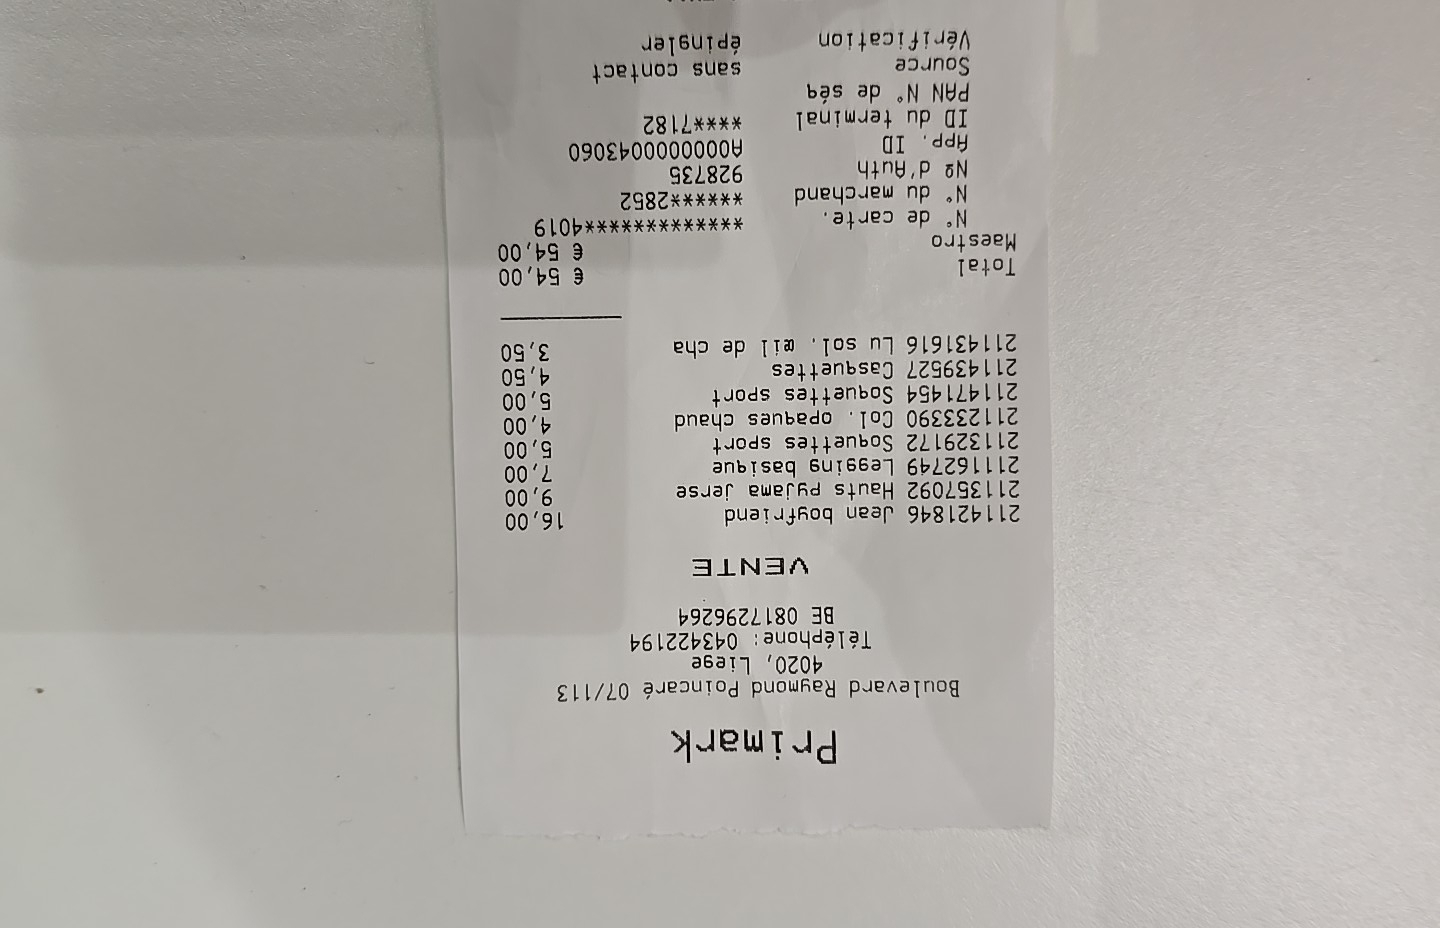 Primark
Boulevard Raymond Poincaré 07/113
4020, Liege
Téléphone: 043422194
BE 0817296264
VENTE
211421846 Jean boyfriend 16,00
211357092 Hauts pyjama jerse 9,00
211162749 Legging basique 7,00
211329172 Soquettes sport 5,00
211233390 Col. opaques chaud 4,00
211471454 Soquettes sport 5,00
211439527 Casquettes 4,50
211431616 Lu sol. œil de cha 3,50
Total € 54,00
Maestro € 54,00
N° de carte. ****************4019
N° du marchand *******2852
Nº d'Auth 928735
App. ID A0000000043060
ID du terminal ****7182
PAN N° de séq
Source sans contact
Vérification épingler